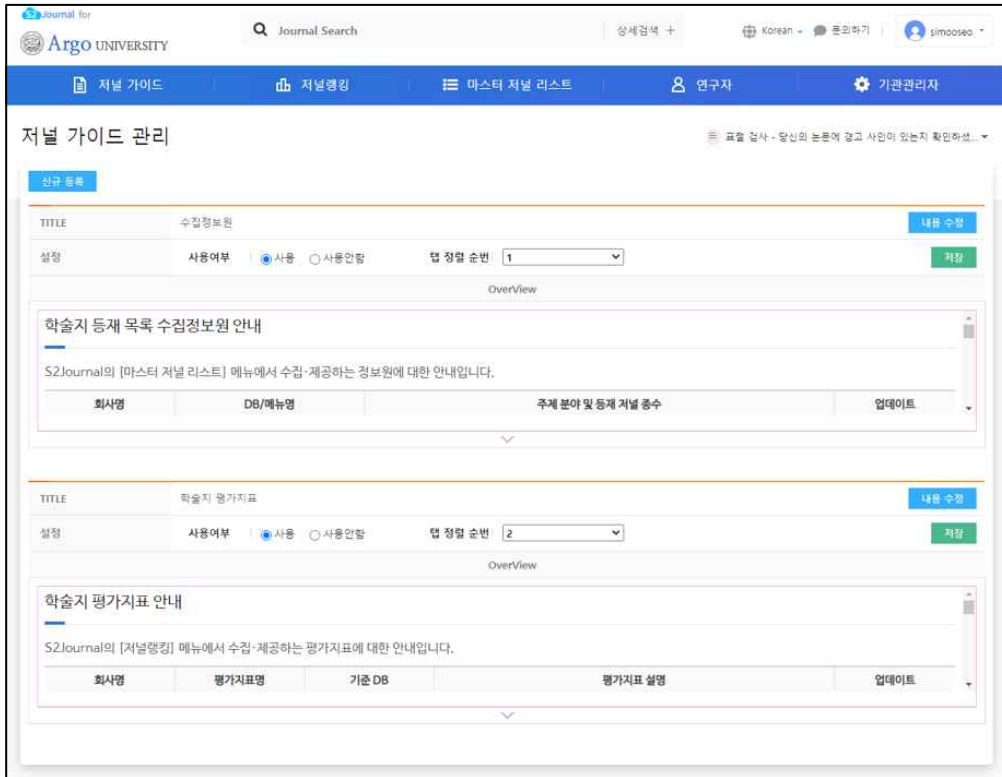 S2Journal for
Argo UNIVERSITY
Journal Search
상세검색 +
Korean
문의하기
simooseo
저널 가이드
저널랭킹
마스터 저널 리스트
연구자
기관관리자
저널 가이드 관리
표절 검사 - 당신의 논문에 경고 사인이 있는지 확인하셨...
신규 등록
TITLE 수집정보원 내용 수정
설정 사용여부 사용 사용안함 탭 정렬 순번 1 저장
OverView
학술지 등재 목록 수집정보원 안내
S2Journal의 [마스터 저널 리스트] 메뉴에서 수집·제공하는 정보원에 대한 안내입니다.
회사명 DB/메뉴명 주제 분야 및 등재 저널 종수 업데이트
TITLE 학술지 평가지표 내용 수정
설정 사용여부 사용 사용안함 탭 정렬 순번 2 저장
OverView
학술지 평가지표 안내
S2Journal의 [저널랭킹] 메뉴에서 수집·제공하는 평가지표에 대한 안내입니다.
회사명 평가지표명 기준 DB 평가지표 설명 업데이트